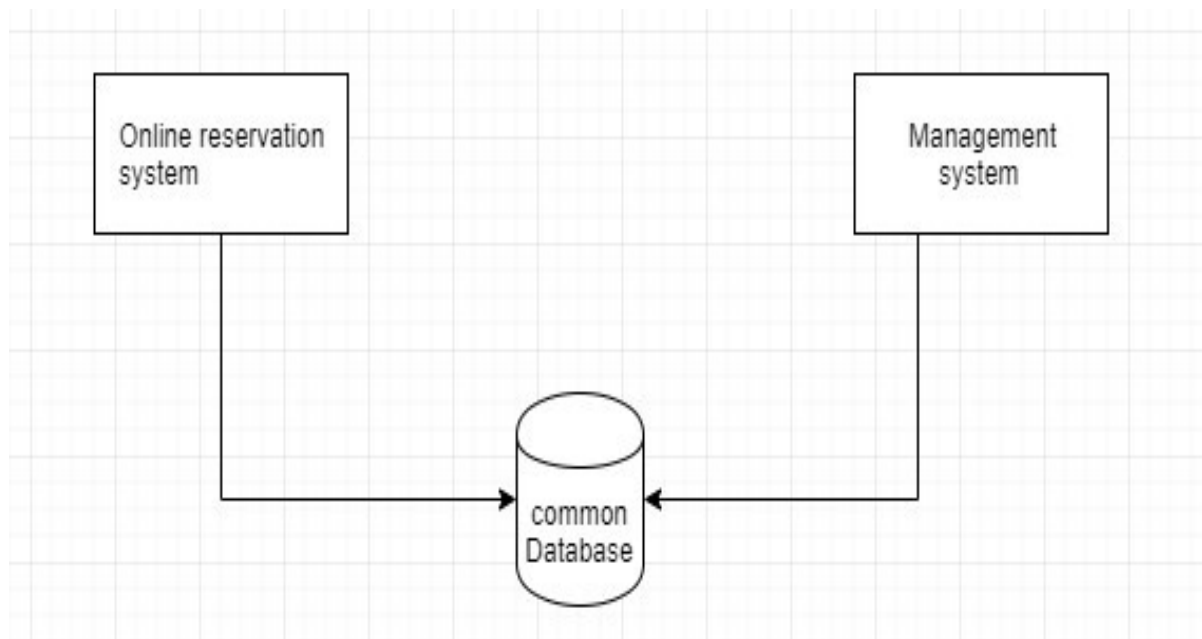 Online reservation
system
Management
system
common
Database